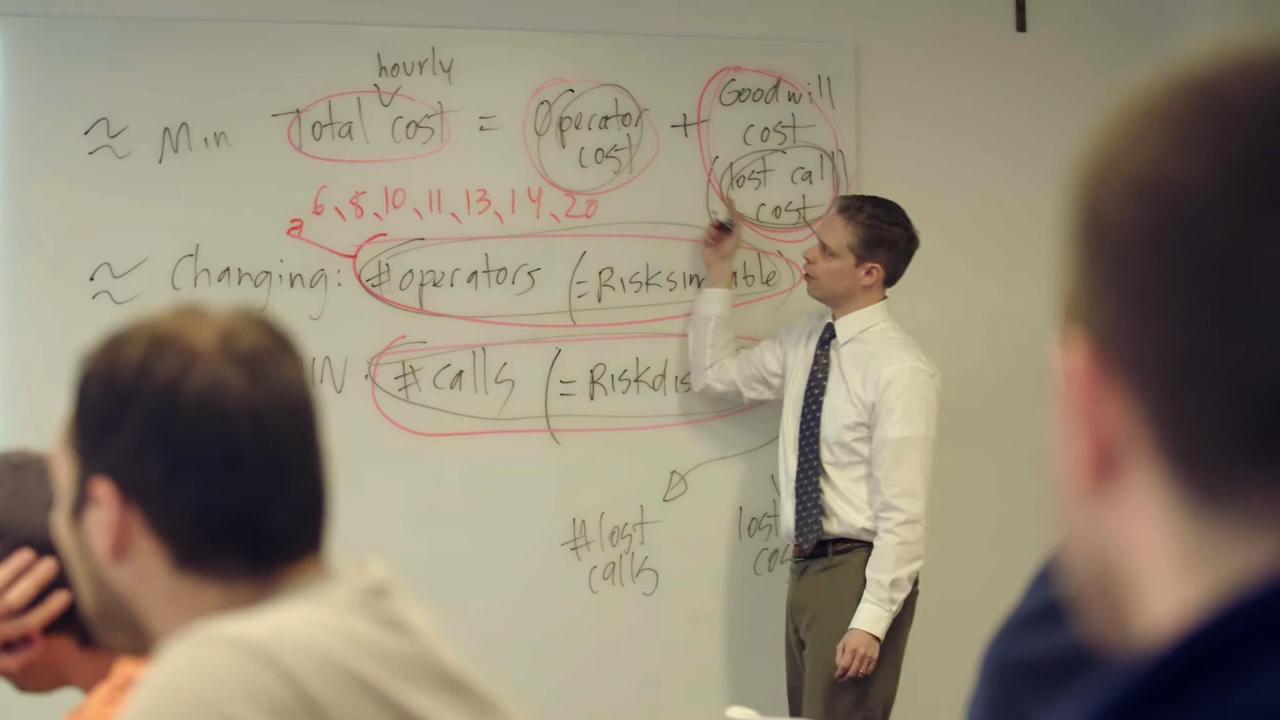 hourly
≈ Min Total cost = Operator cost + Goodwill cost (lost call cost)
6, 8, 10, 11, 13, 14, 20
≈ Changing: #operators (=Risksim able)
#calls (= Riskdis
#lost calls
lost